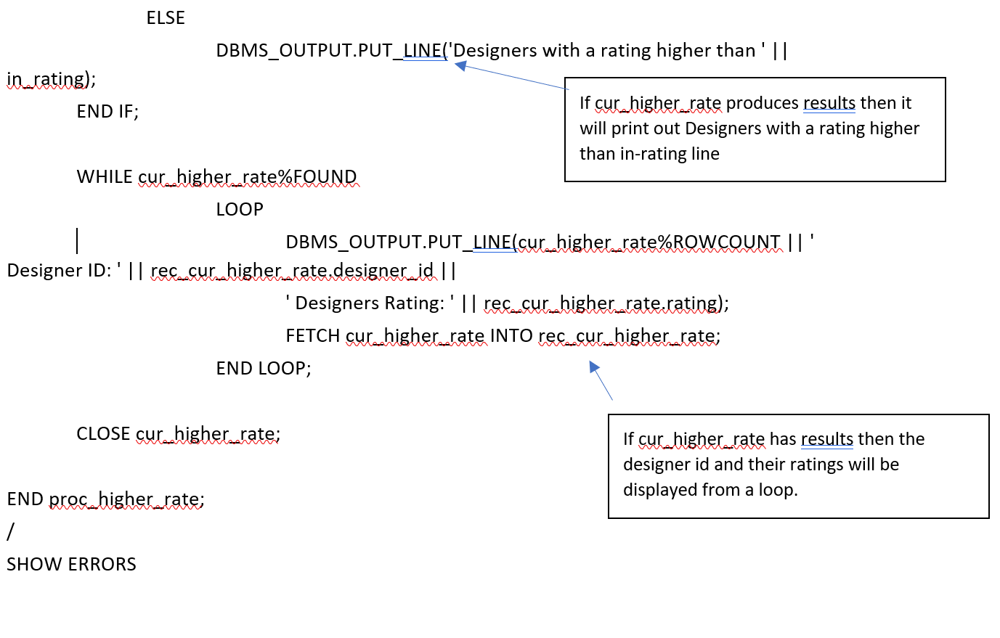 ELSE
DBMS_OUTPUT.PUT_LINE('Designers with a rating higher than ' ||
in_rating);
END IF;
If cur_higher_rate produces results then it
will print out Designers with a rating higher
than in-rating line
WHILE cur_higher_rate%FOUND
LOOP
DBMS_OUTPUT.PUT_LINE(cur_higher_rate%ROWCOUNT || '
Designer ID: ' || rec_cur_higher_rate.designer_id ||
' Designers Rating: ' || rec_cur_higher_rate.rating);
FETCH cur_higher_rate INTO rec_cur_higher_rate;
END LOOP;
CLOSE cur_higher_rate;
If cur_higher_rate has results then the
designer id and their ratings will be
displayed from a loop.
END proc_higher_rate;
/
SHOW ERRORS